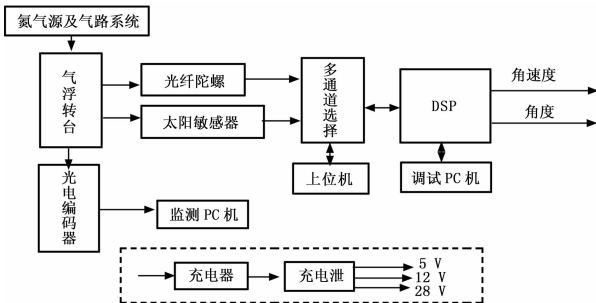 氮气源及气路系统
气浮转台
光纤陀螺
太阳敏感器
多通道选择
DSP
角速度
角度
光电编码器
监测PC机
上位机
调试PC机
充电器
充电泄
5 V
12 V
28 V